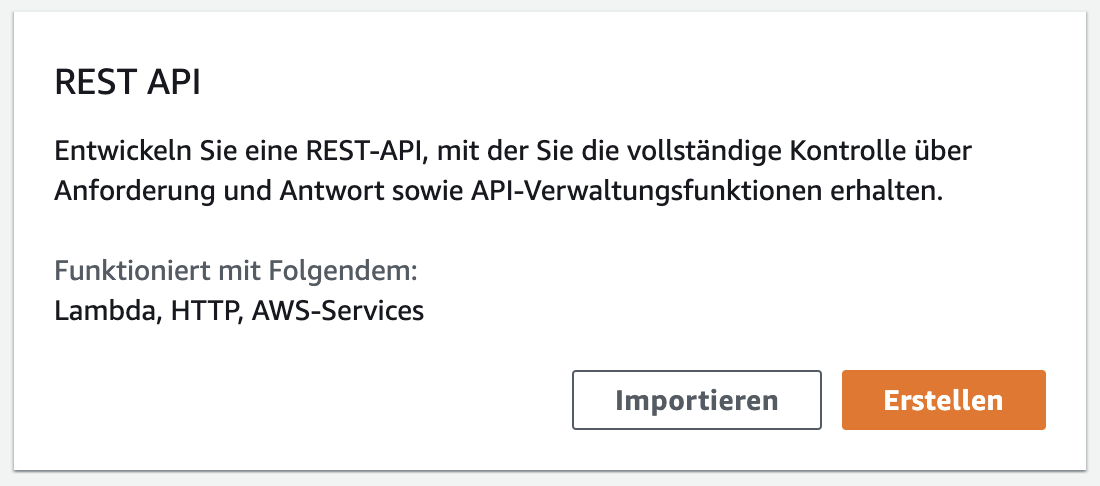 REST API
Entwickeln Sie eine REST-API, mit der Sie die vollständige Kontrolle über
Anforderung und Antwort sowie API-Verwaltungsfunktionen erhalten.
Funktioniert mit Folgendem:
Lambda, HTTP, AWS-Services
Importieren Erstellen